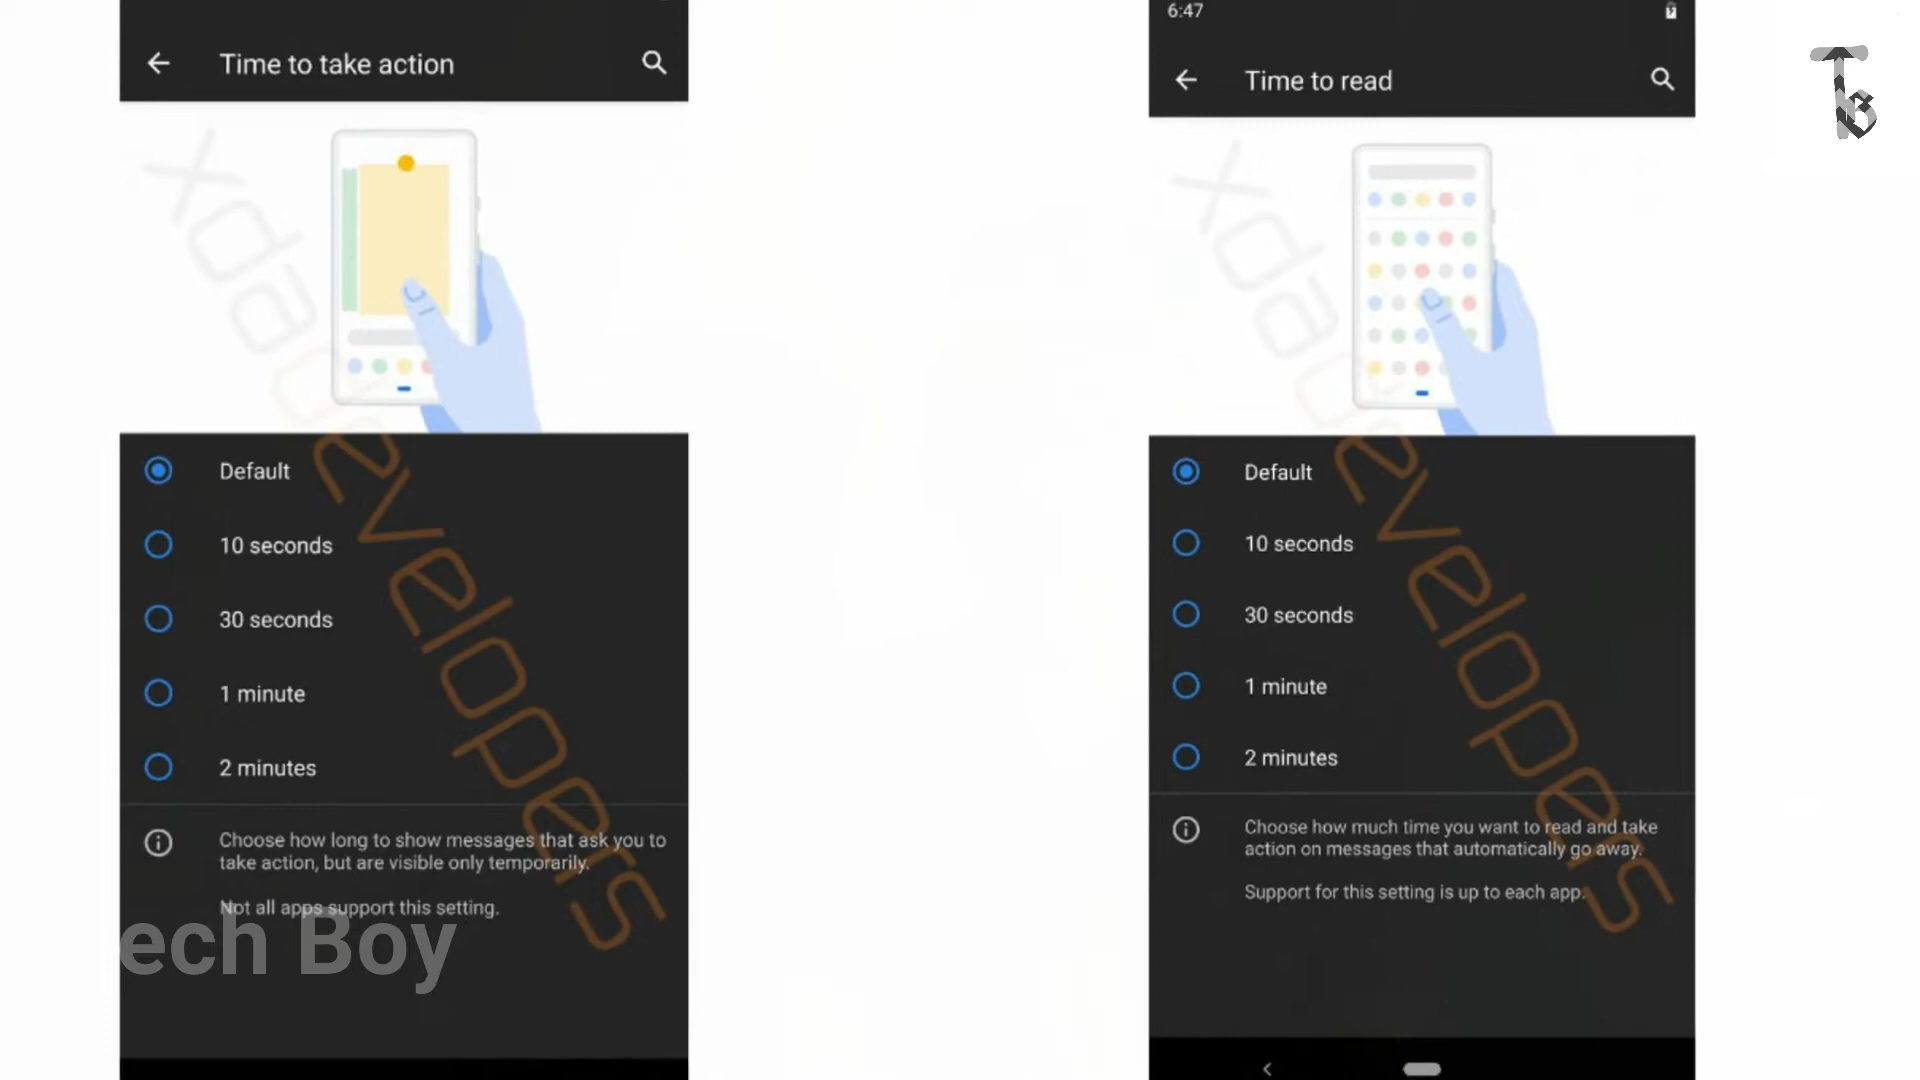 Time to take action
Default
10 seconds
30 seconds
1 minute
2 minutes
Choose how long to show messages that ask you to
take action, but are visible only temporarily.
Not all apps support this setting.
ech Boy
xdadevelopers
6:47
Time to read
Default
10 seconds
30 seconds
1 minute
2 minutes
Choose how much time you want to read and take
action on messages that automatically go away.
Support for this setting is up to each app.
xdadevelopers
TB